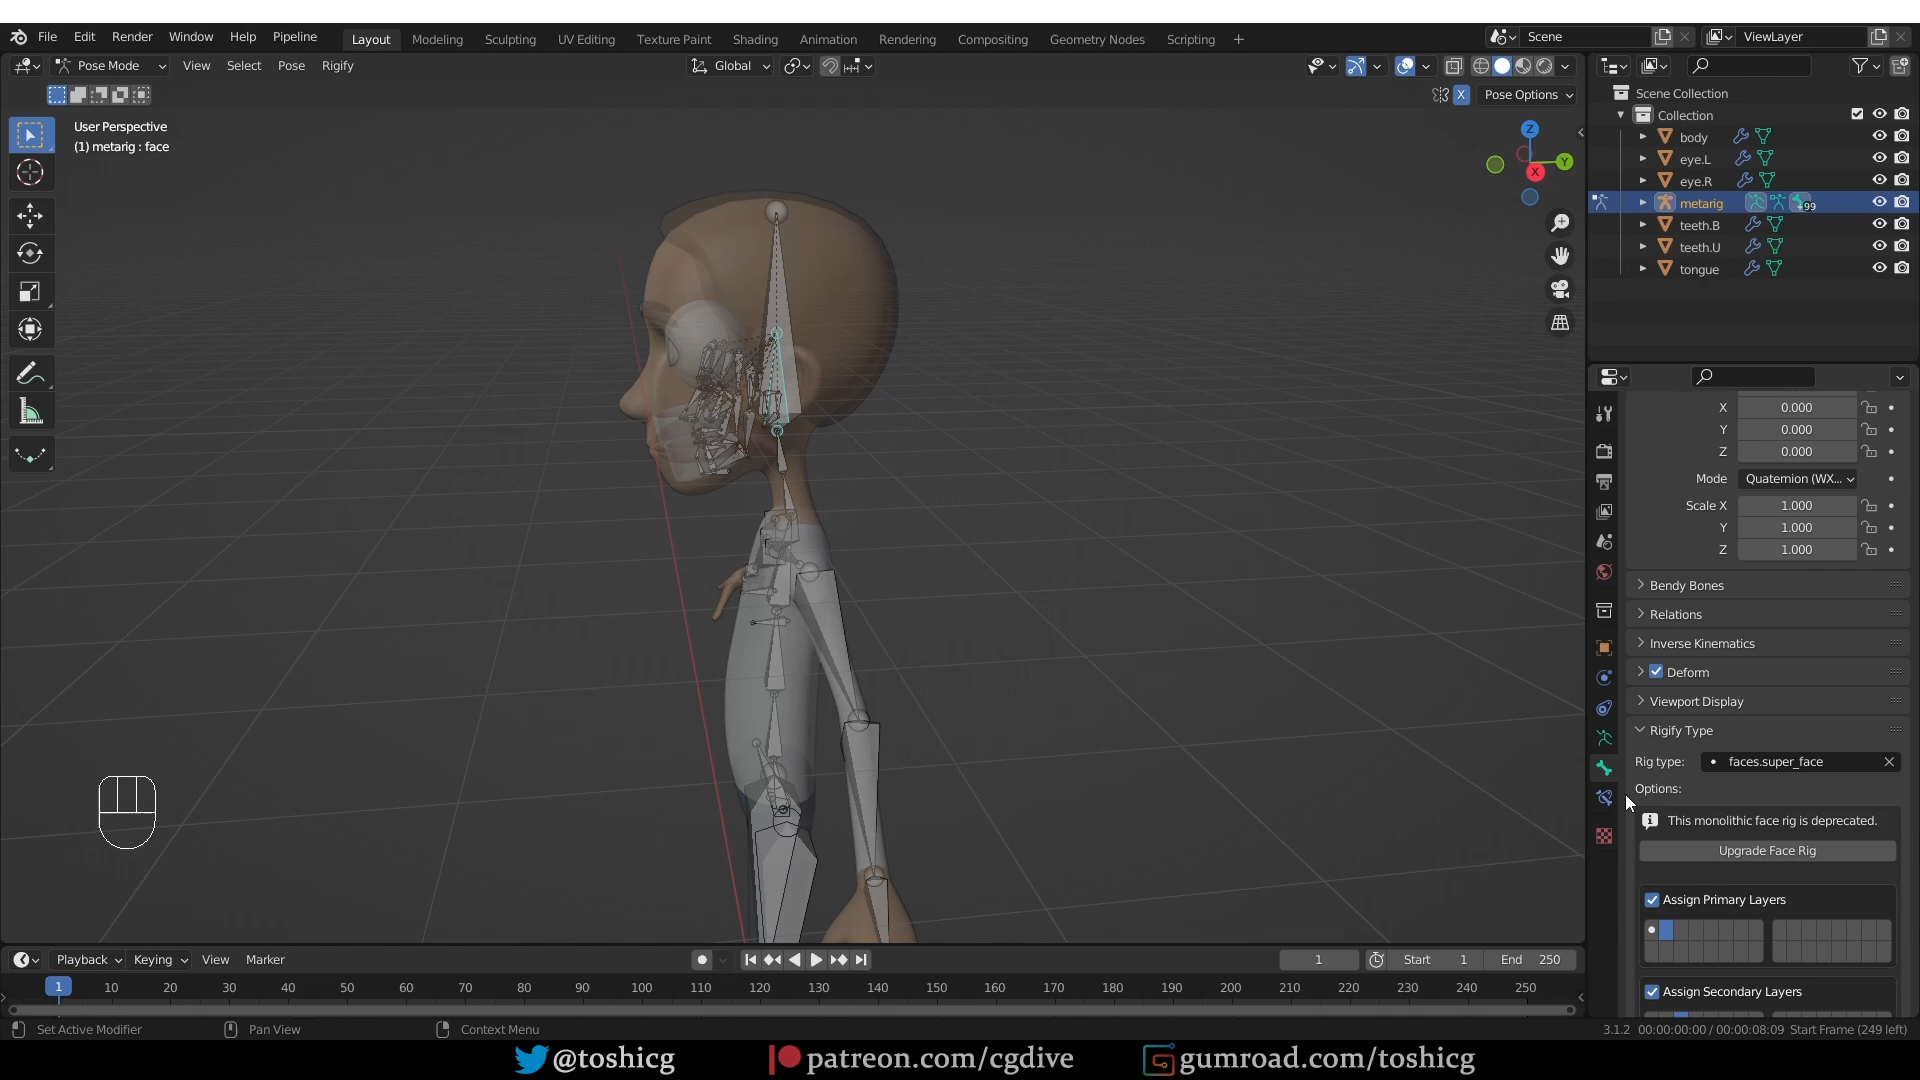 File Edit Render Window Help Pipeline Layout Modeling Sculpting UV Editing Texture Paint Shading Animation Rendering Compositing Geometry Nodes Scripting + Scene ViewLayer
Pose Mode View Select Pose Rigify Global
X Pose Options
User Perspective
(1) metarig : face
Z
Y
X
Scene Collection
Collection
body
eye.L
eye.R
metarig +99
teeth.B
teeth.U
tongue
X 0.000
Y 0.000
Z 0.000
Mode Quaternion (WX...
Scale X 1.000
Y 1.000
Z 1.000
Bendy Bones
Relations
Inverse Kinematics
Deform
Viewport Display
Rigify Type
Rig type: faces.super_face
Options:
This monolithic face rig is deprecated.
Upgrade Face Rig
Assign Primary Layers
Assign Secondary Layers
Playback Keying View Marker 1 Start 1 End 250
1 10 20 30 40 50 60 70 80 90 100 110 120 130 140 150 160 170 180 190 200 210 220 230 240 250
Set Active Modifier Pan View Context Menu 3.1.2 00:00:00:00 / 00:00:08:09 Start Frame (249 left)
@toshicg patreon.com/cgdive gumroad.com/toshicg